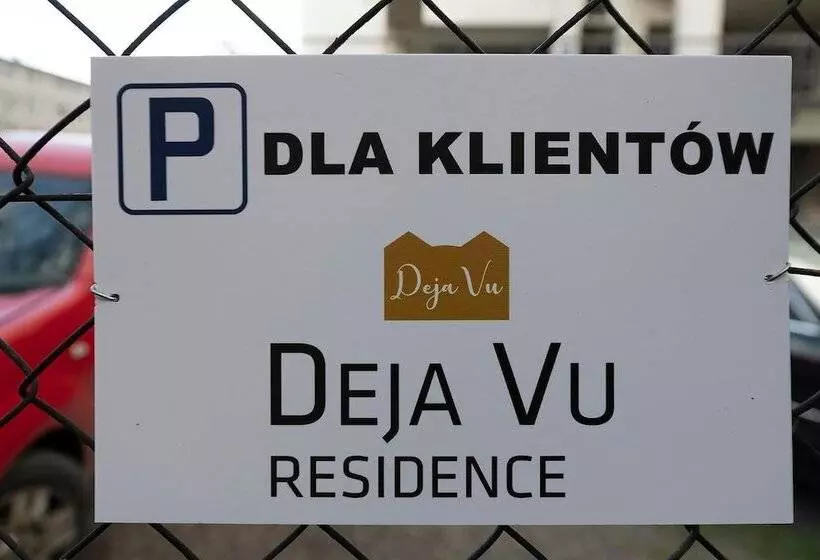 P DLA KLIENTÓW
Deja Vu
DEJA VU
RESIDENCE